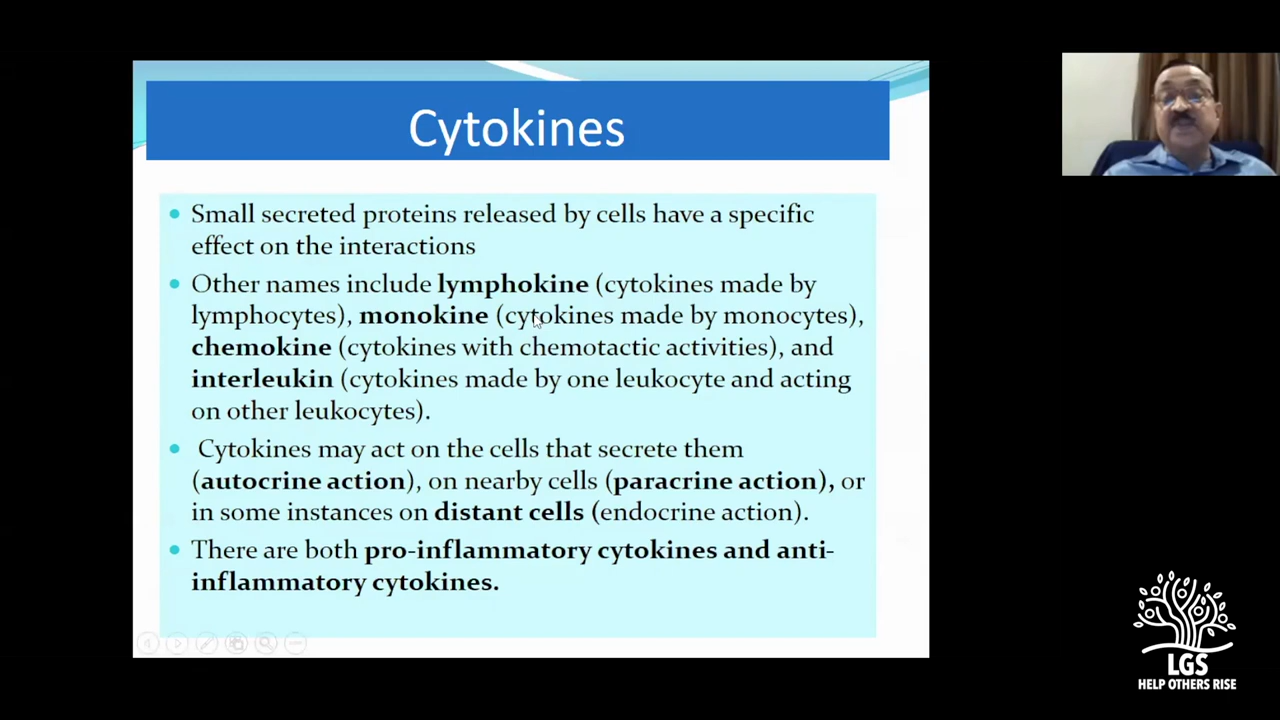 Cytokines
Small secreted proteins released by cells have a specific
effect on the interactions
Other names include lymphokine (cytokines made by
lymphocytes), monokine (cytokines made by monocytes),
chemokine (cytokines with chemotactic activities), and
interleukin (cytokines made by one leukocyte and acting
on other leukocytes).
Cytokines may act on the cells that secrete them
(autocrine action), on nearby cells (paracrine action), or
in some instances on distant cells (endocrine action).
There are both pro-inflammatory cytokines and anti-
inflammatory cytokines.
LGS
HELP OTHERS RISE